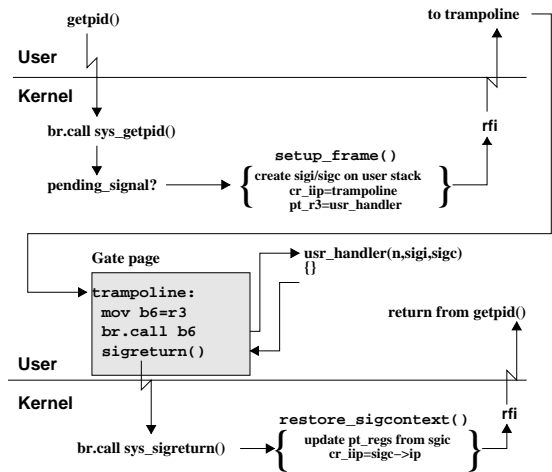 getpid()
to trampoline
User
Kernel
br.call sys_getpid()
rfi
setup_frame()
create sigi/sigc on user stack
cr_iip=trampoline
pt_r3=usr_handler
pending_signal?
Gate page
usr_handler(n,sigi,sigc)
{}
trampoline:
mov b6=r3
br.call b6
sigreturn()
return from getpid()
User
Kernel
restore_sigcontext()
rfi
update pt_regs from sgic
cr_iip=sigc->ip
br.call sys_sigreturn()